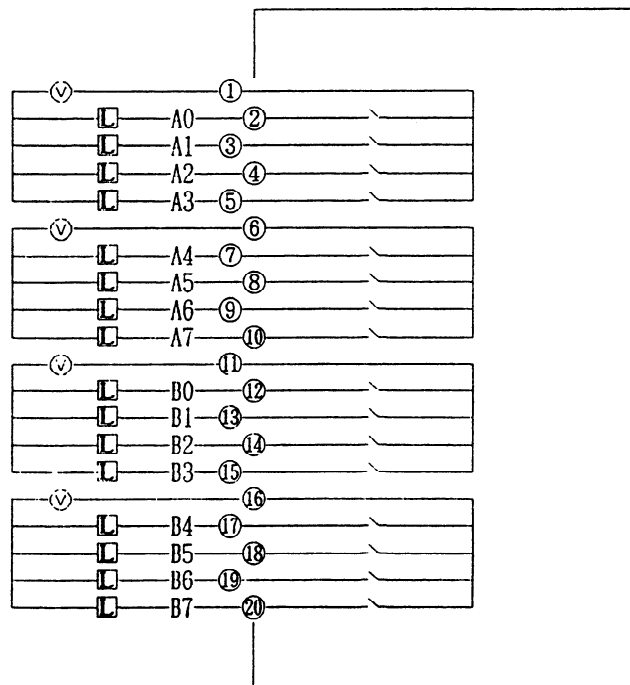 V ①
L A0 ②
L A1 ③
L A2 ④
L A3 ⑤
V ⑥
L A4 ⑦
L A5 ⑧
L A6 ⑨
L A7 ⑩
V ⑪
L B0 ⑫
L B1 ⑬
L B2 ⑭
L B3 ⑮
V ⑯
L B4 ⑰
L B5 ⑱
L B6 ⑲
L B7 ⑳